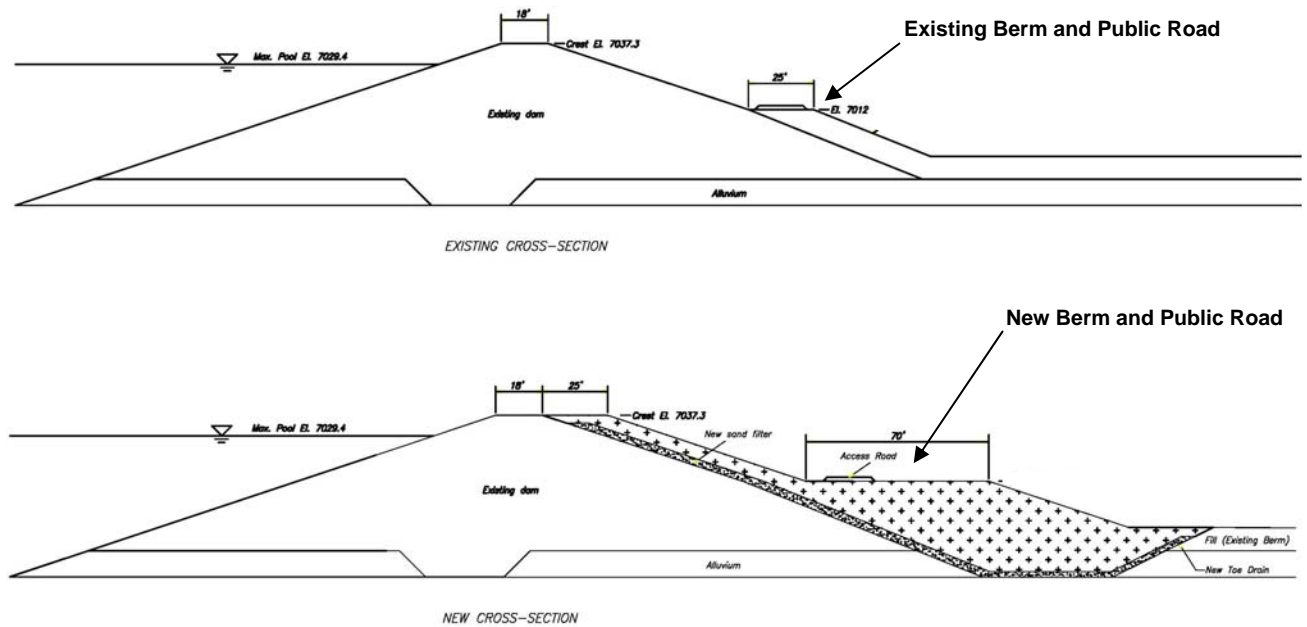 18'
Existing Berm and Public Road
Crest El. 7037.3
Max. Pool El. 7029.4
25'
Existing dam
El. 7012
Alluvium
EXISTING CROSS-SECTION
New Berm and Public Road
18'
25'
Crest El. 7037.3
Max. Pool El. 7029.4
New sand filter
70'
Access Road
Existing dam
Fill (Existing Berm)
Alluvium
New Toe Drain
NEW CROSS-SECTION